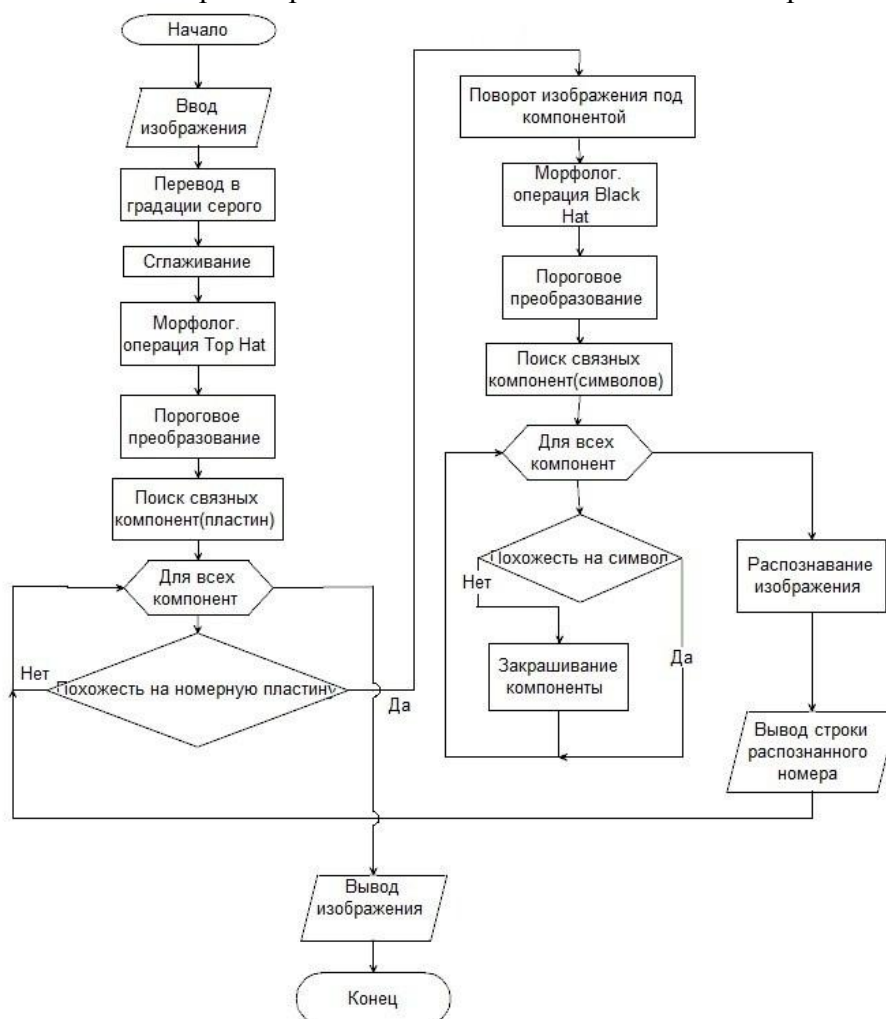 Начало
Ввод
изображения
Перевод в
градации серого
Сглаживание
Морфолог.
операция Top Hat
Пороговое
преобразование
Поиск связных
компонент(пластин)
Для всех
компонент
Нет
Похожесть на номерную пластину
Да
Поворот изображения под
компонентой
Морфолог.
операция Black
Hat
Пороговое
преобразование
Поиск связных
компонент(символов)
Для всех
компонент
Похожесть на символ
Нет
Да
Закрашивание
компоненты
Распознавание
изображения
Вывод строки
распознанного
номера
Вывод
изображения
Конец